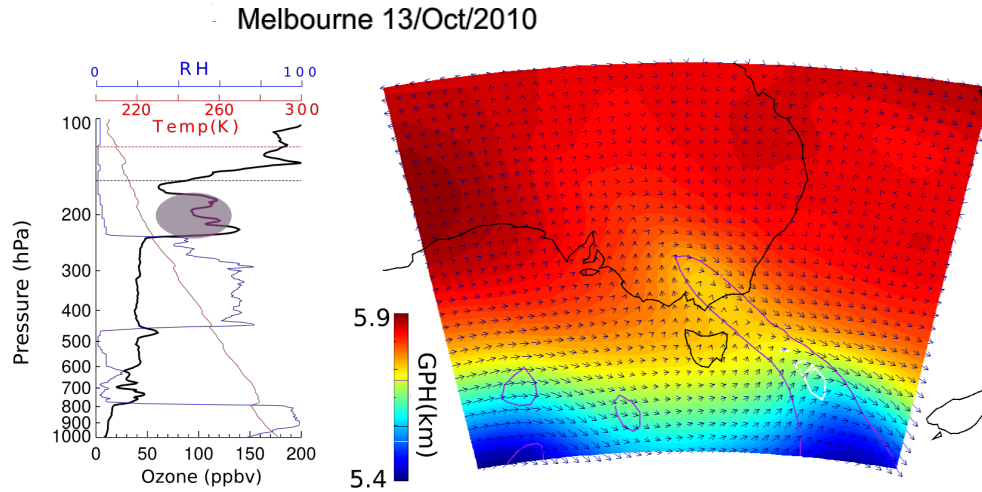 Melbourne 13/Oct/2010
0 RH 100
220 260 300
Temp(K)
100
200
300
400
500
600
700
800
900
1000
Pressure (hPa)
0 50 100 150 200
Ozone (ppbv)
5.9
GPH(km)
5.4